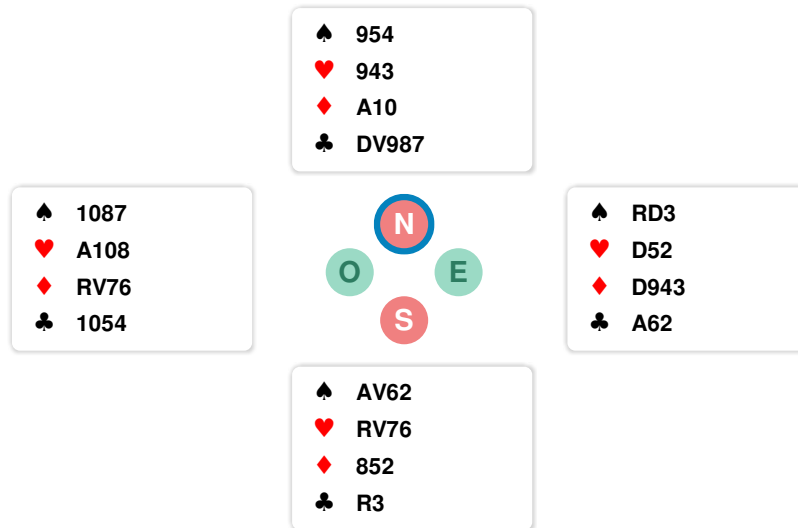 ♠ 954
♥ 943
♦ A10
♣ DV987
♠ 1087
♥ A108
♦ RV76
♣ 1054
N
O E
S
♠ RD3
♥ D52
♦ D943
♣ A62
♠ AV62
♥ RV76
♦ 852
♣ R3